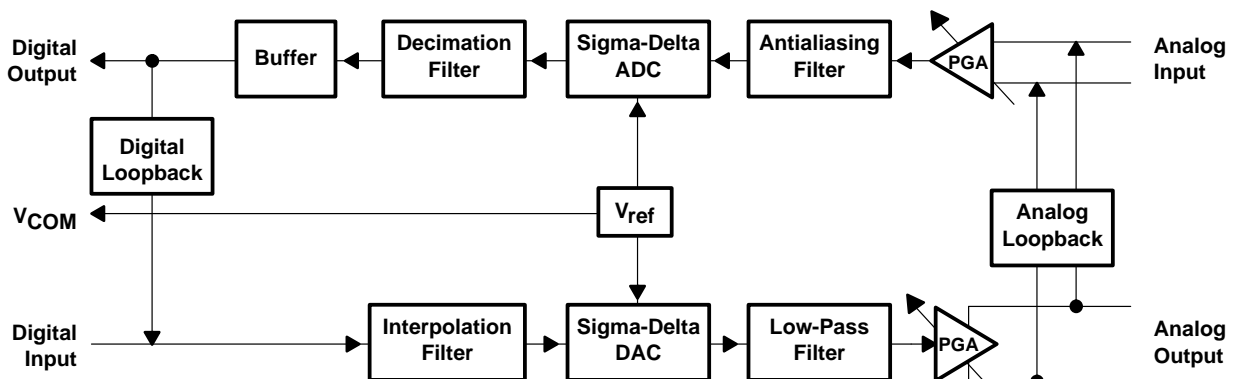 Digital
Output
Buffer
Decimation
Filter
Sigma-Delta
ADC
Antialiasing
Filter
PGA
Analog
Input
Digital
Loopback
VCOM
Vref
Analog
Loopback
Digital
Input
Interpolation
Filter
Sigma-Delta
DAC
Low-Pass
Filter
PGA
Analog
Output